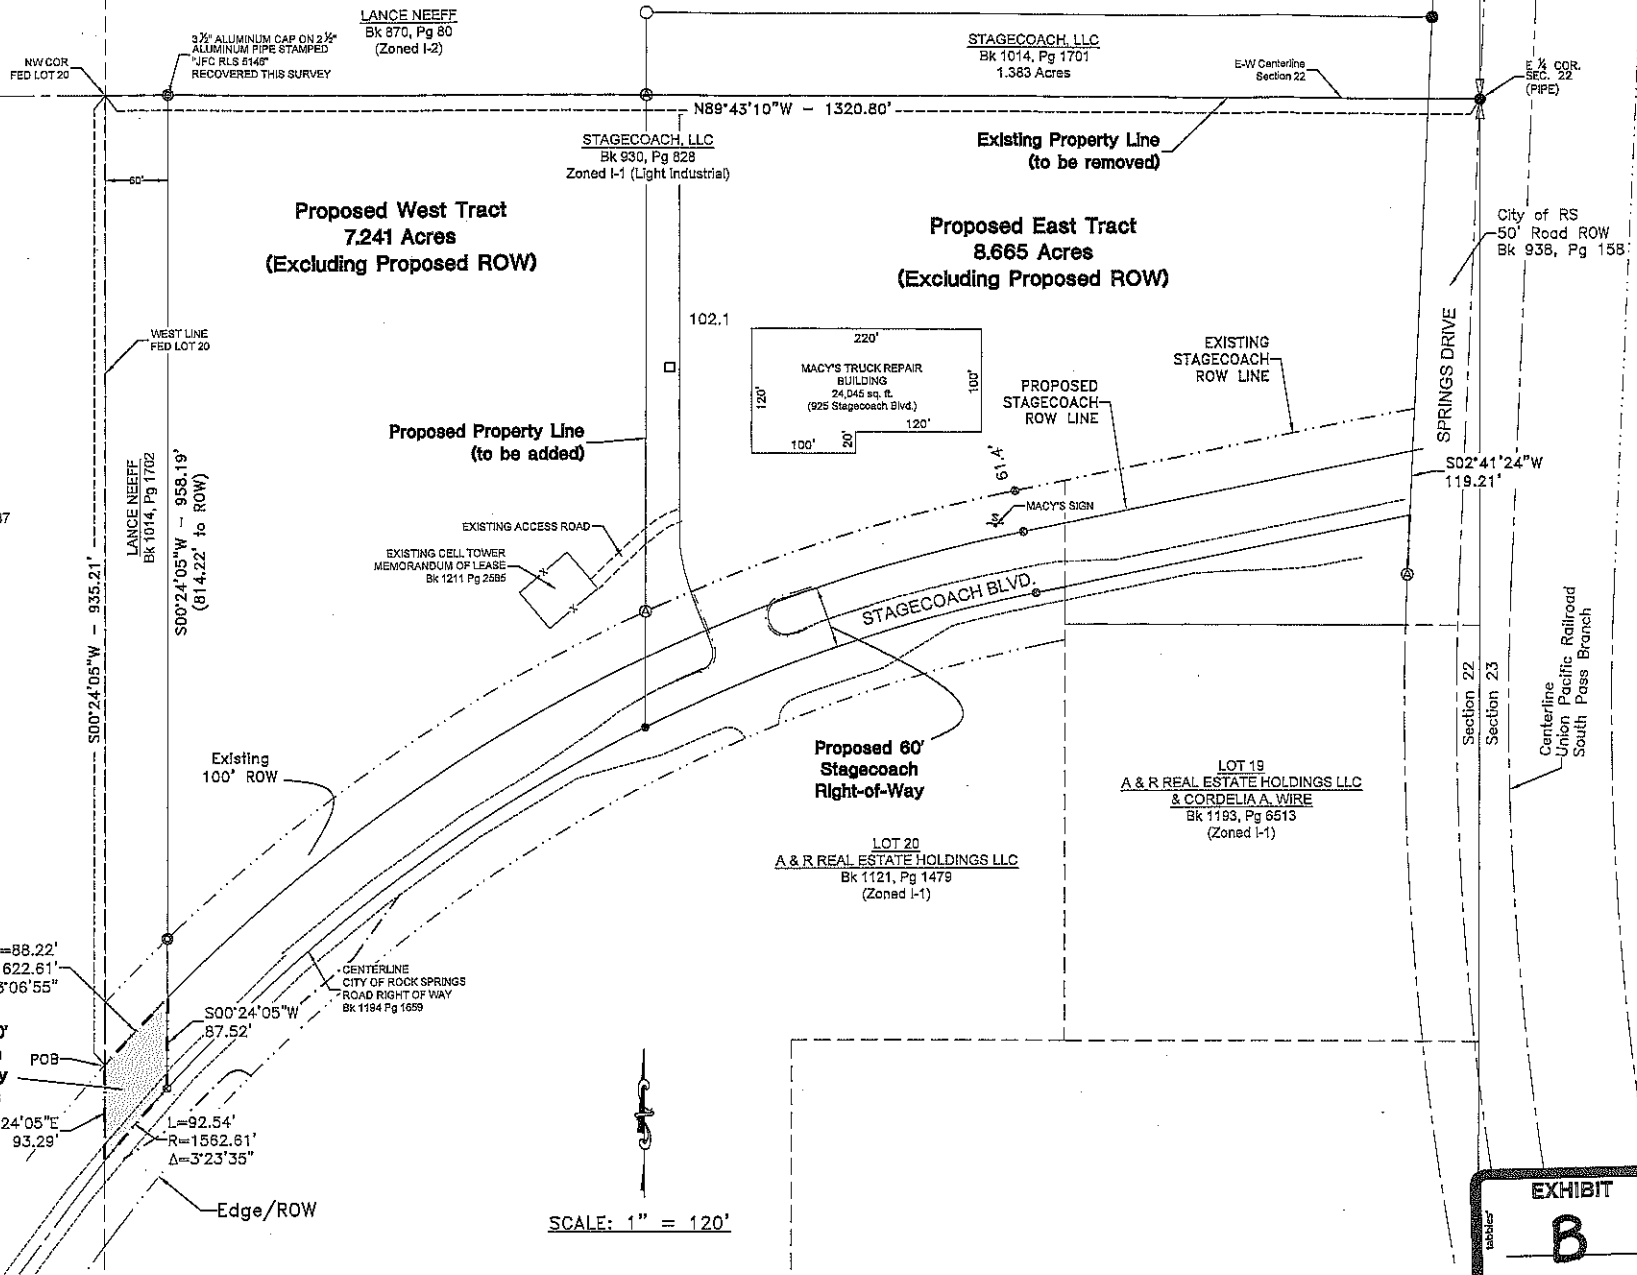 LANCE NEEFF
Bk 870, Pg 80
(Zoned I-2)
3½" ALUMINUM CAP ON 2½"
ALUMINUM PIPE STAMPED
"JFC RLS 5146"
RECOVERED THIS SURVEY
NW COR
FED LOT 20
STAGECOACH, LLC
Bk 1014, Pg 1701
1.383 Acres
E-W Centerline
Section 22
E ¼ COR.
SEC. 22
(PIPE)
N89°43'10"W – 1320.80'
STAGECOACH, LLC
Bk 930, Pg 828
Zoned I-1 (Light Industrial)
Existing Property Line
(to be removed)
60'
Proposed West Tract
7.241 Acres
(Excluding Proposed ROW)
Proposed East Tract
8.665 Acres
(Excluding Proposed ROW)
City of RS
50' Road ROW
Bk 938, Pg 158
WEST LINE
FED LOT 20
102.1
220'
MACY'S TRUCK REPAIR
BUILDING
24,045 sq. ft.
(925 Stagecoach Blvd.)
120'
100'
120'
100'
20'
EXISTING
STAGECOACH
ROW LINE
PROPOSED
STAGECOACH
ROW LINE
SPRINGS DRIVE
Proposed Property Line
(to be added)
LANCE NEEFF
Bk 1014, Pg 1702
S00°24'05"W – 958.19'
(814.22' to ROW)
S00°24'05"W – 935.21'
61.4'
MACY'S SIGN
S02°41'24"W
119.21'
EXISTING ACCESS ROAD
EXISTING CELL TOWER
MEMORANDUM OF LEASE
Bk 1211 Pg 2585
STAGECOACH BLVD.
Existing
100' ROW
Proposed 60'
Stagecoach
Right-of-Way
Section 22
Section 23
Centerline
Union Pacific Railroad
South Pass Branch
LOT 19
A & R REAL ESTATE HOLDINGS LLC
& CORDELIA A. WIRE
Bk 1193, Pg 6513
(Zoned I-1)
LOT 20
A & R REAL ESTATE HOLDINGS LLC
Bk 1121, Pg 1479
(Zoned I-1)
=88.22'
622.61'
3°06'55"
CENTERLINE
CITY OF ROCK SPRINGS
ROAD RIGHT OF WAY
Bk 1194 Pg 1659
S00°24'05"W
87.52'
POB
24'05"E
93.29'
L=92.54'
R=1562.61'
Δ=3°23'35"
Edge/ROW
SCALE: 1" = 120'
tabbies'
EXHIBIT
B